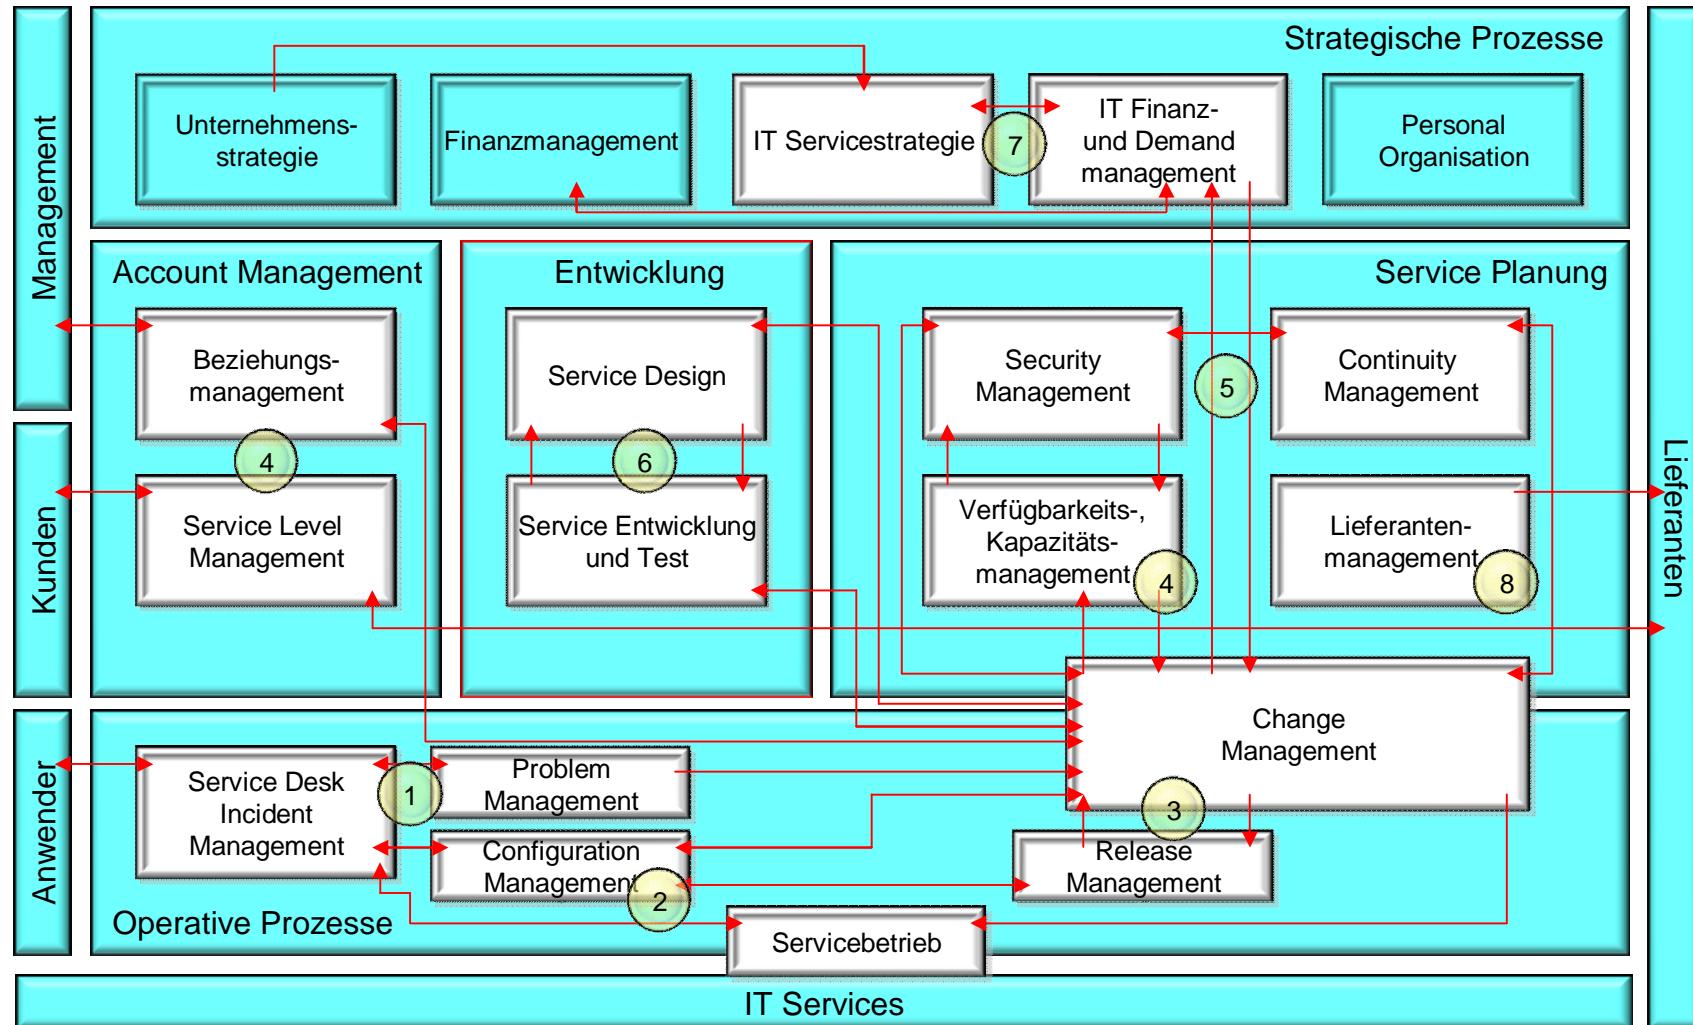 Strategische Prozesse
Unternehmens-
strategie
Finanzmanagement
IT Servicestrategie
7
IT Finanz-
und Demand
management
Personal
Organisation
Management
Account Management
Beziehungs-
management
4
Service Level
Management
Kunden
Entwicklung
Service Design
6
Service Entwicklung
und Test
Service Planung
Security
Management
5
Continuity
Management
Verfügbarkeits-,
Kapazitäts-
management
4
Lieferanten-
management
8
Lieferanten
Change
Management
3
Anwender
Service Desk
Incident
Management
1
Problem
Management
Configuration
Management
2
Release
Management
Operative Prozesse
Servicebetrieb
IT Services